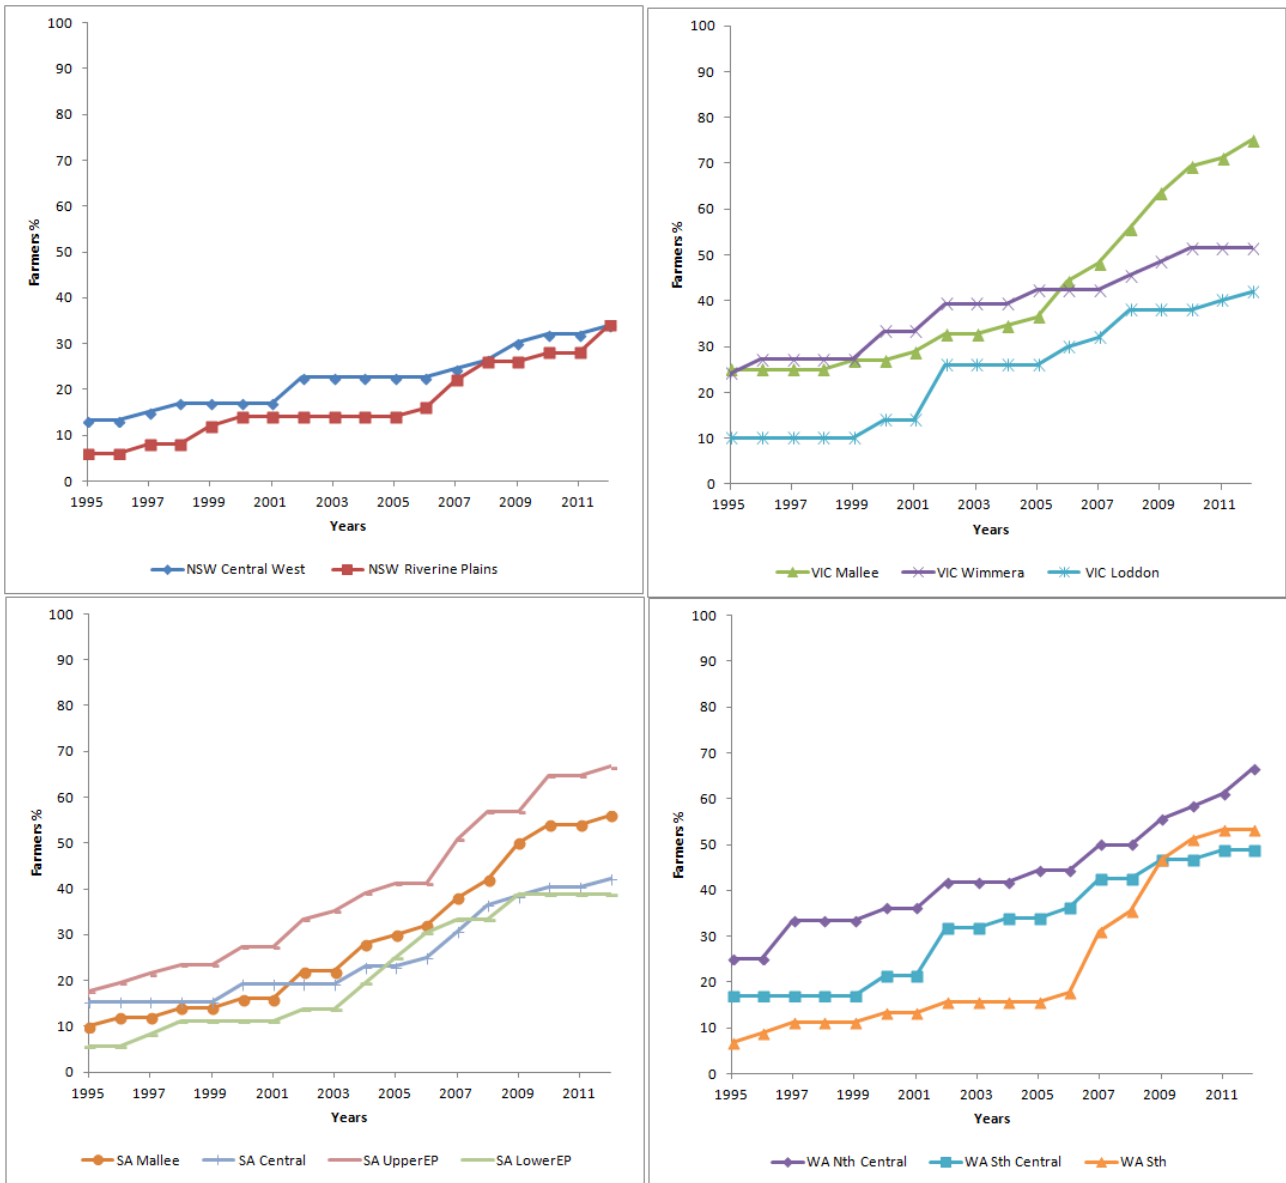 100
90
80
70
60
50
40
30
20
10
0
Farmers %
1995 1997 1999 2001 2003 2005 2007 2009 2011
Years
NSW Central West NSW Riverine Plains
100
90
80
70
60
50
40
30
20
10
0
Farmers %
1995 1997 1999 2001 2003 2005 2007 2009 2011
Years
VIC Mallee VIC Wimmera VIC Loddon
100
90
80
70
60
50
40
30
20
10
0
Farmers %
1995 1997 1999 2001 2003 2005 2007 2009 2011
Years
SA Mallee SA Central SA UpperEP SA LowerEP
100
90
80
70
60
50
40
30
20
10
0
Farmers %
1995 1997 1999 2001 2003 2005 2007 2009 2011
Years
WA Nth Central WA Sth Central WA Sth